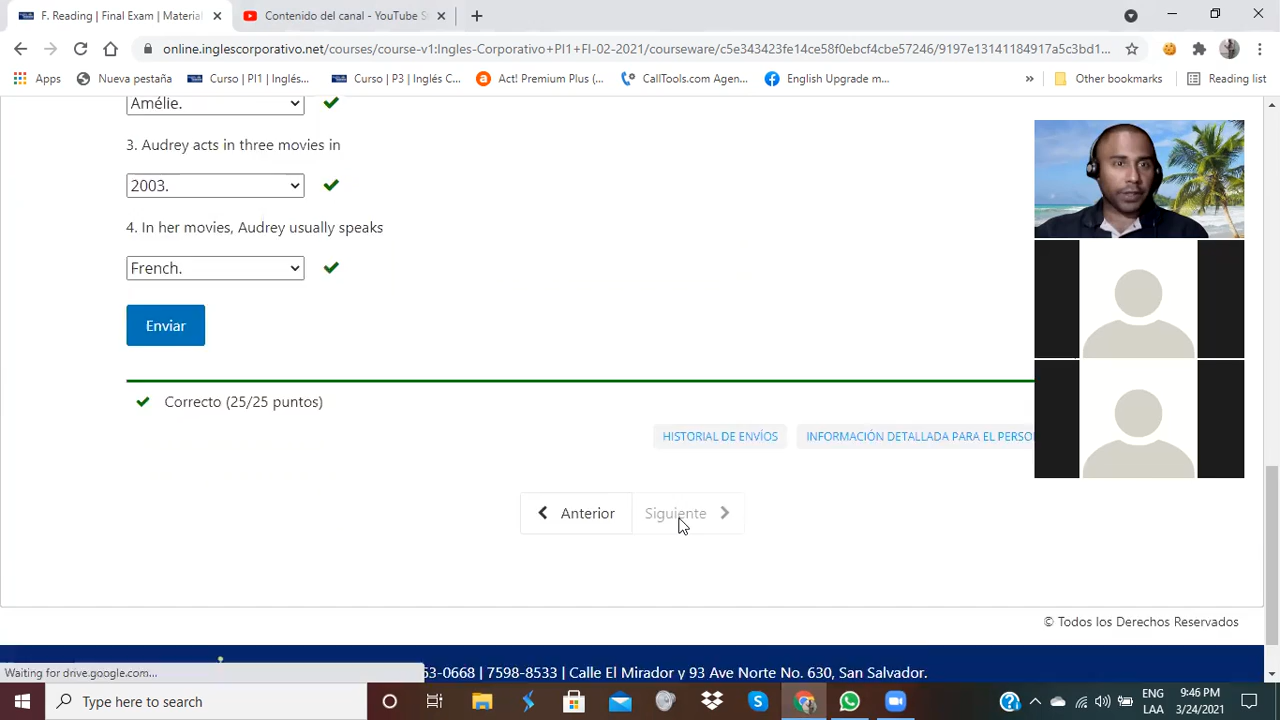 F. Reading | Final Exam | Material
Contenido del canal - YouTube St
online.inglescorporativo.net/courses/course-v1:Ingles-Corporativo+PI1+FI-02-2021/courseware/c5e343423fe14ce58f0ebcf4cbe57246/9197e13141184917a5c3bd1...
Apps Nueva pestaña Curso | PI1 | Inglés... Curso | P3 | Inglés C... Act! Premium Plus (... CallTools.com Agen... English Upgrade m... » Other bookmarks Reading list
Amélie.
3. Audrey acts in three movies in
2003.
4. In her movies, Audrey usually speaks
French.
Enviar
Correcto (25/25 puntos)
HISTORIAL DE ENVÍOS INFORMACIÓN DETALLADA PARA EL PERSO
Anterior Siguiente
© Todos los Derechos Reservados
Waiting for drive.google.com...
53-0668 | 7598-8533 | Calle El Mirador y 93 Ave Norte No. 630, San Salvador.
Type here to search
ENG
LAA
9:46 PM
3/24/2021